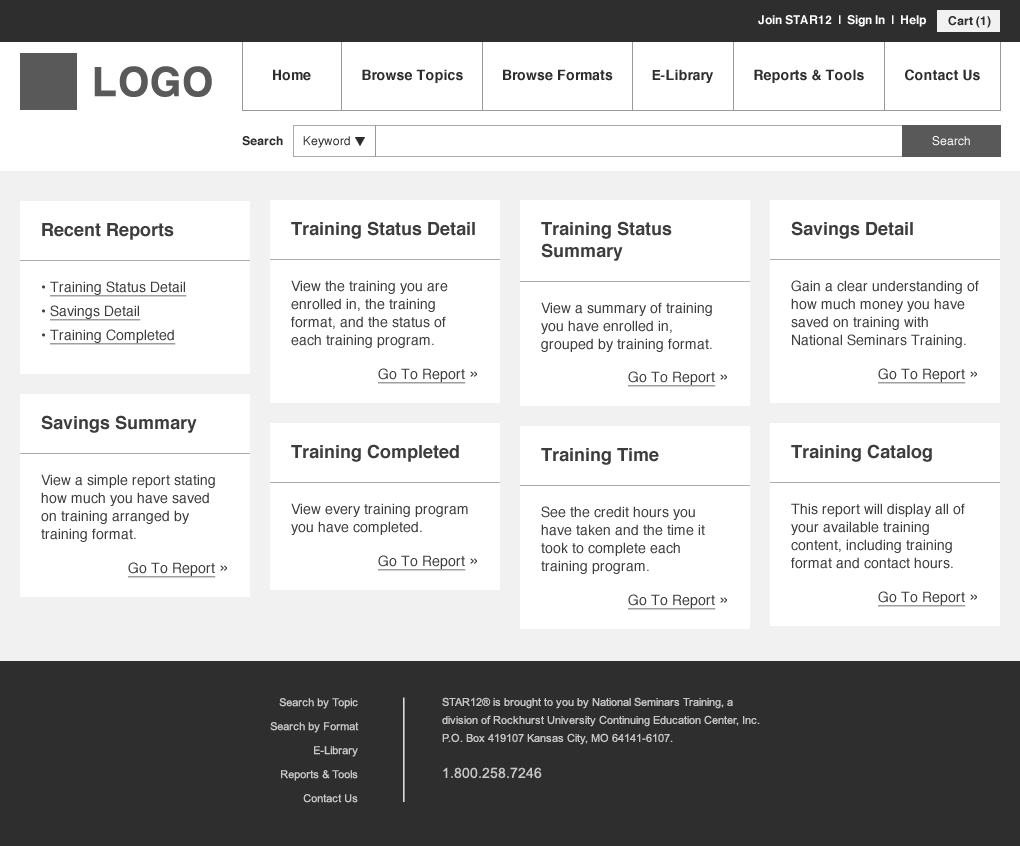 Join STAR12 | Sign In | Help Cart (1)
LOGO
Home Browse Topics Browse Formats E-Library Reports & Tools Contact Us
Search Keyword ▼ Search
Recent Reports
• Training Status Detail
• Savings Detail
• Training Completed
Training Status Detail
View the training you are
enrolled in, the training
format, and the status of
each training program.
Go To Report »
Training Status
Summary
View a summary of training
you have enrolled in,
grouped by training format.
Go To Report »
Savings Detail
Gain a clear understanding of
how much money you have
saved on training with
National Seminars Training.
Go To Report »
Savings Summary
View a simple report stating
how much you have saved
on training arranged by
training format.
Go To Report »
Training Completed
View every training program
you have completed.
Go To Report »
Training Time
See the credit hours you
have taken and the time it
took to complete each
training program.
Go To Report »
Training Catalog
This report will display all of
your available training
content, including training
format and contact hours.
Go To Report »
Search by Topic
Search by Format
E-Library
Reports & Tools
Contact Us
STAR12® is brought to you by National Seminars Training, a
division of Rockhurst University Continuing Education Center, Inc.
P.O. Box 419107 Kansas City, MO 64141-6107.
1.800.258.7246